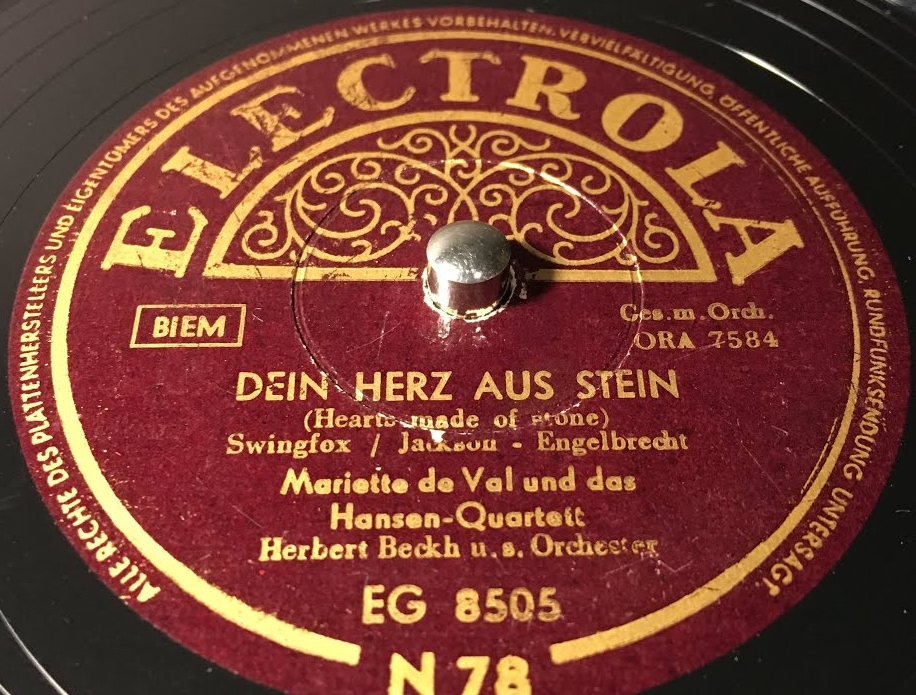 ALLE RECHTE DES PLATTENHERSTELLERS UND EIGENTÜMERS DES AUFGENOMMENEN WERKES VORBEHALTEN. VERVIELFÄLTIGUNG, ÖFFENTLICHE AUFFÜHRUNG, RUNDFUNKSENDUNG UNTERSAGT
ELECTROLA
BIEM
Ges.m.Orch.
ORA 7584
DEIN HERZ AUS STEIN
(Hearts made of stone)
Swingfox / Jackson - Engelbrecht
Mariette de Val und das
Hansen-Quartett
Herbert Beckh u.s. Orchester
EG 8505
N 78